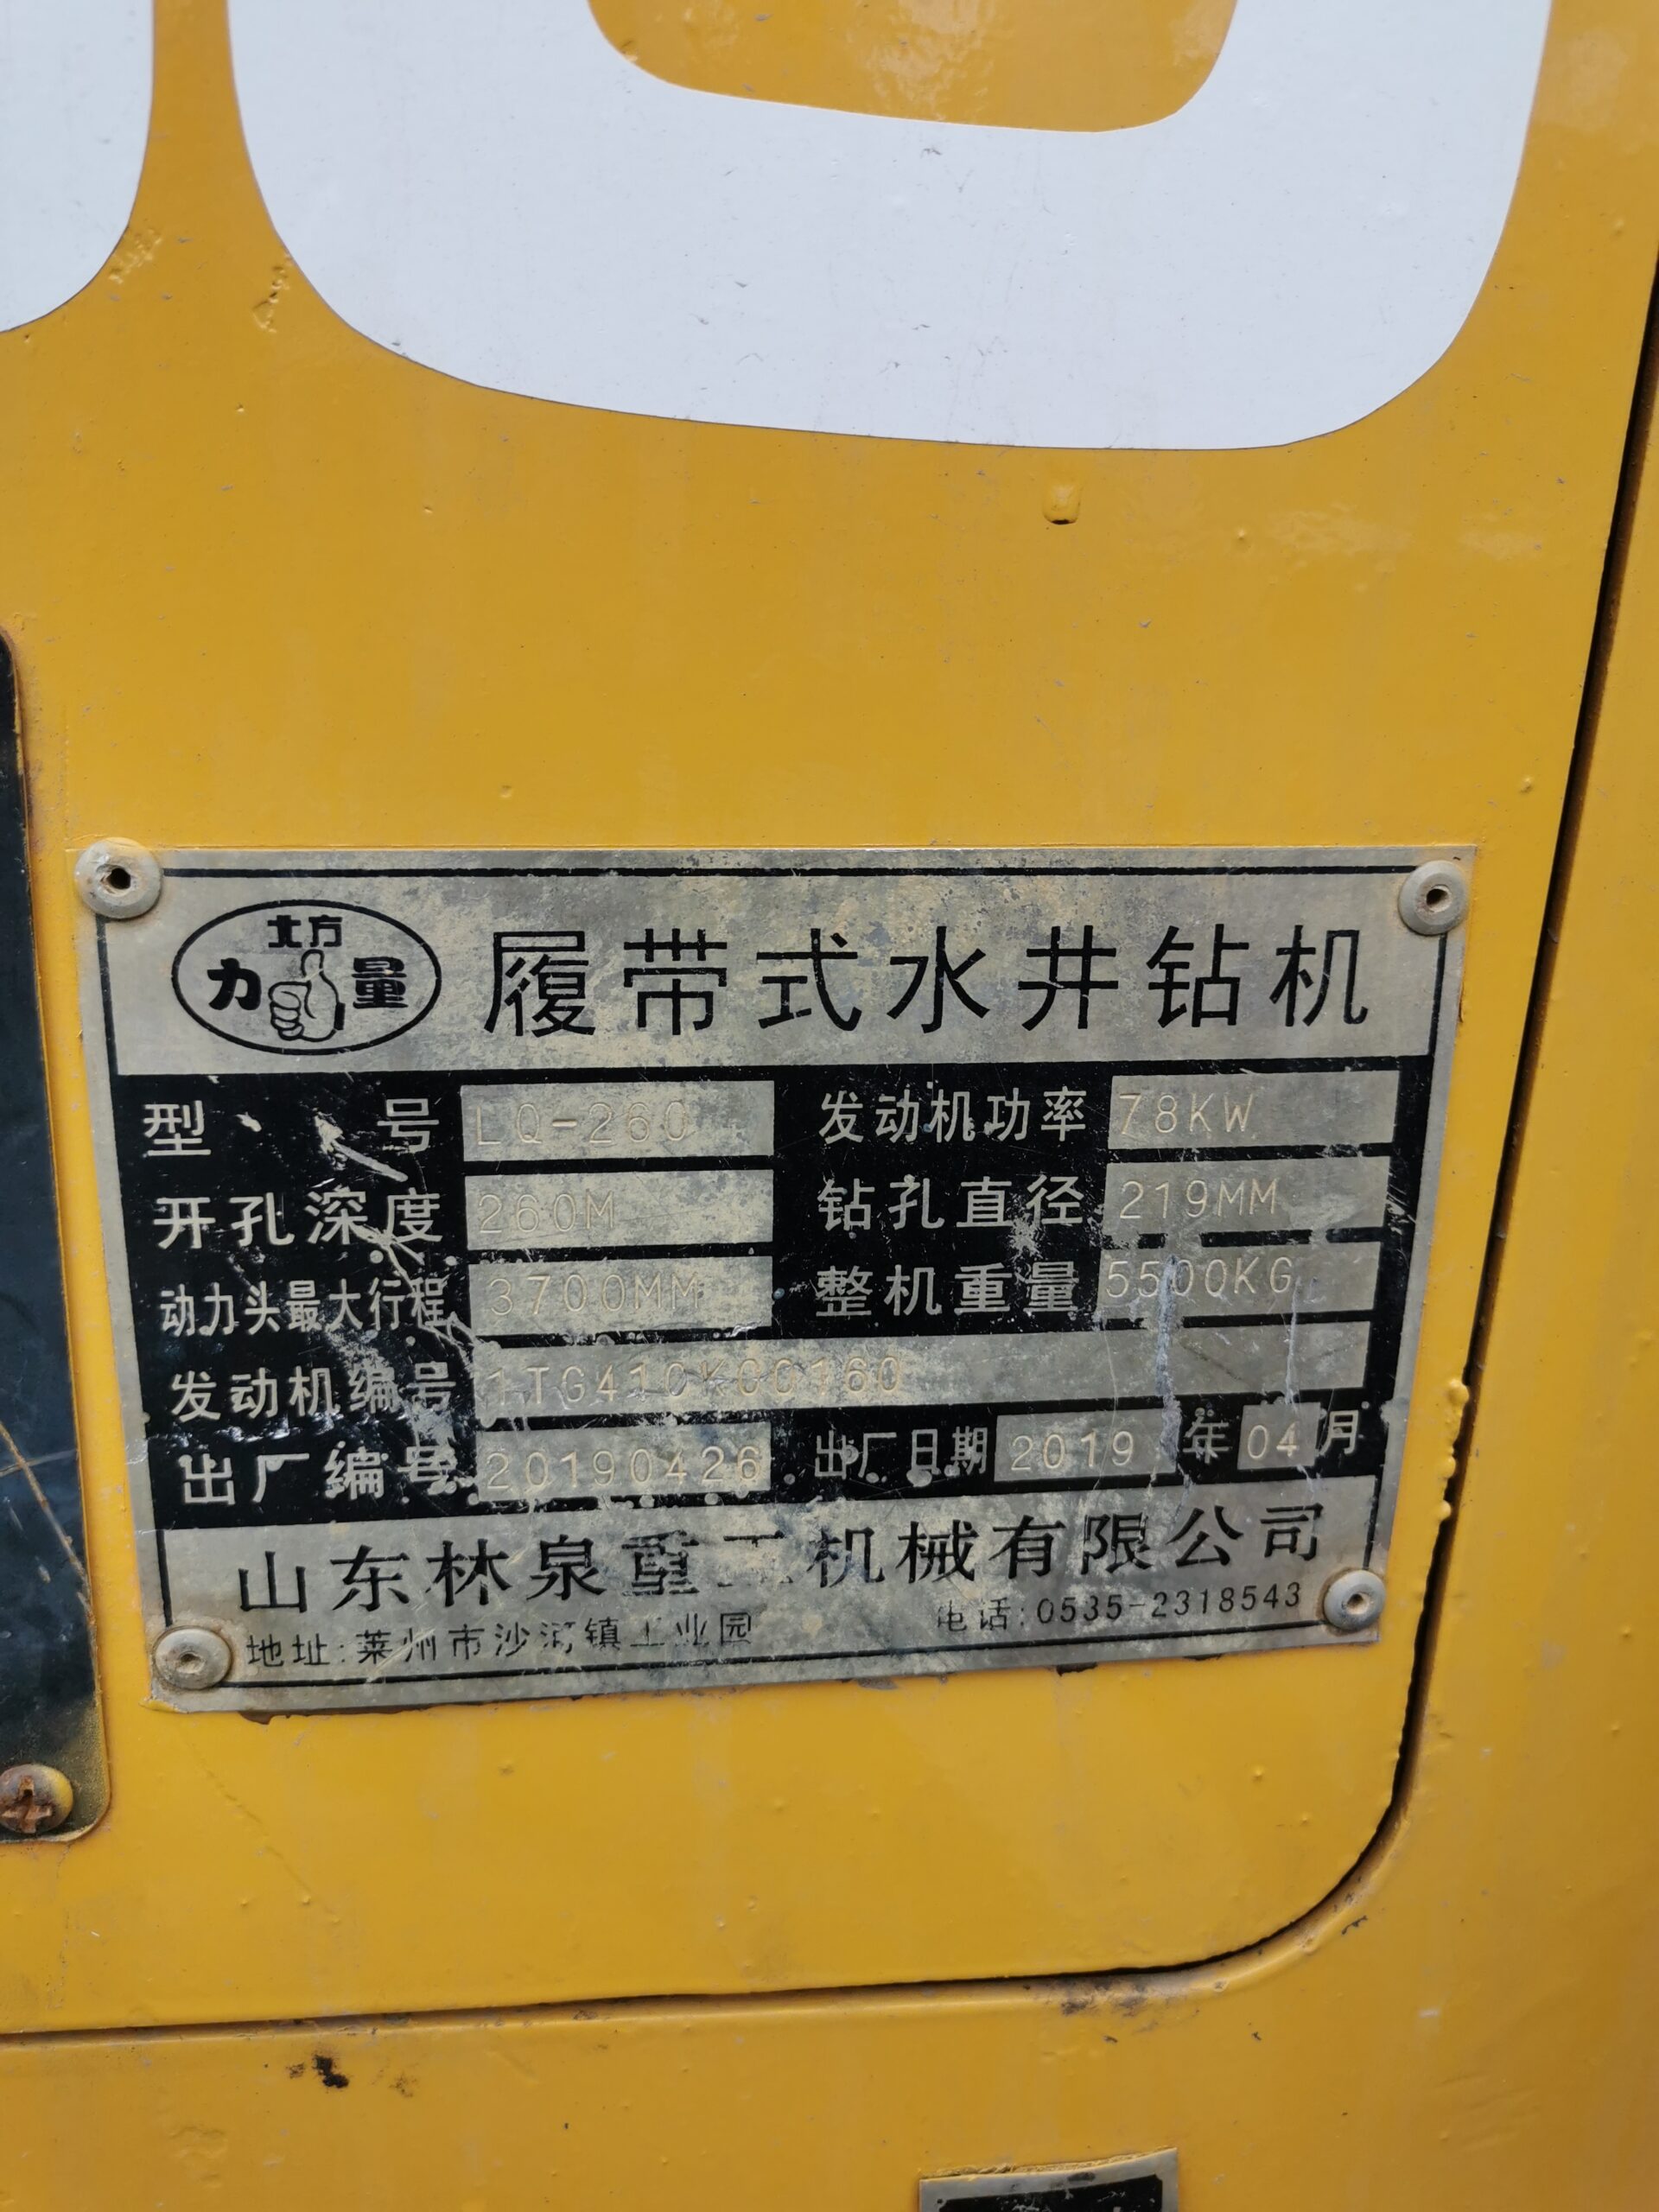 北方
力量
履带式水井钻机
型号 LQ-260 发动机功率 78KW
开孔深度 260M 钻孔直径 219MM
动力头最大行程 3700MM 整机重量 5500KG
发动机编号 1TG410K000160
出厂编号 20190426 出厂日期 2019 年 04 月
山东林泉重工机械有限公司
地址:莱州市沙河镇工业园 电话:0535-2318543